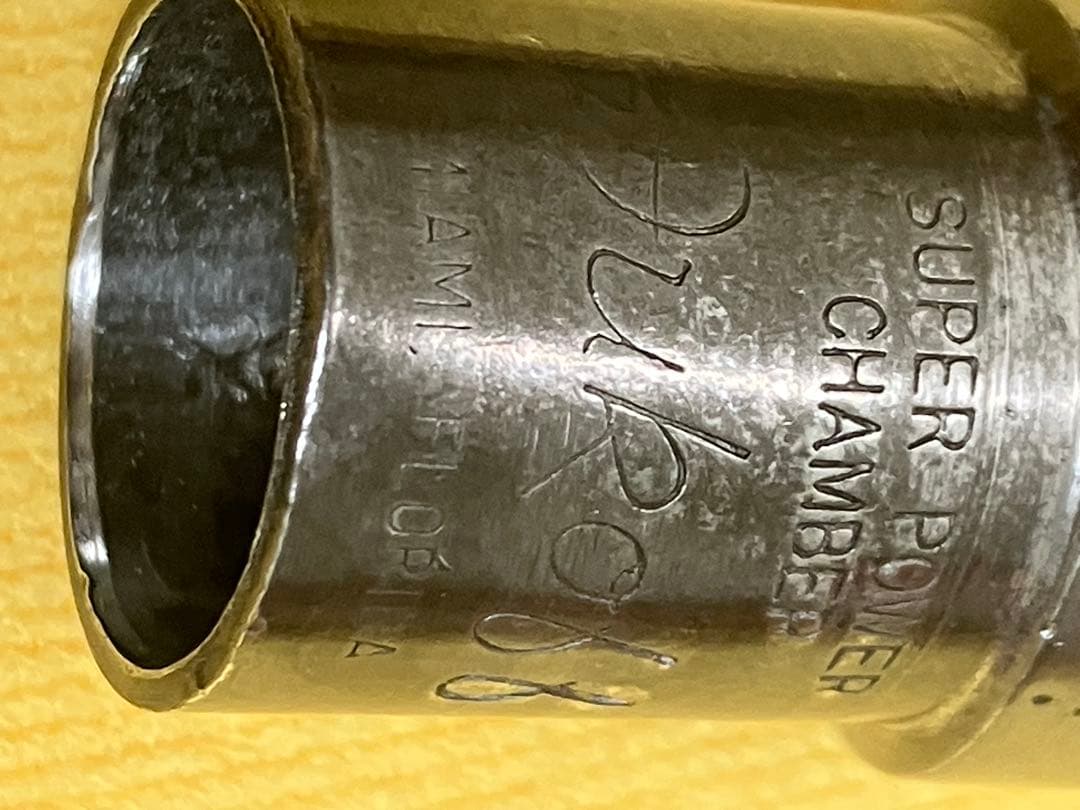 SUPER POWER
CHAMBER
Dukoff
MIAMI. FLORIDA